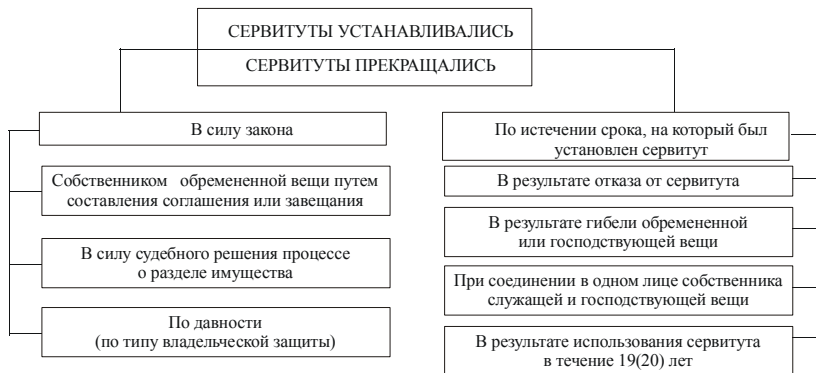 СЕРВИТУТЫ УСТАНАВЛИВАЛИСЬ
СЕРВИТУТЫ ПРЕКРАЩАЛИСЬ
В силу закона
Собственником обремененной вещи путем
составления соглашения или завещания
В силу судебного решения процессе
о разделе имущества
По давности
(по типу владельческой защиты)
По истечении срока, на который был
установлен сервитут
В результате отказа от сервитута
В результате гибели обремененной
или господствующей вещи
При соединении в одном лице собственника
служащей и господствующей вещи
В результате использования сервитута
в течение 19(20) лет